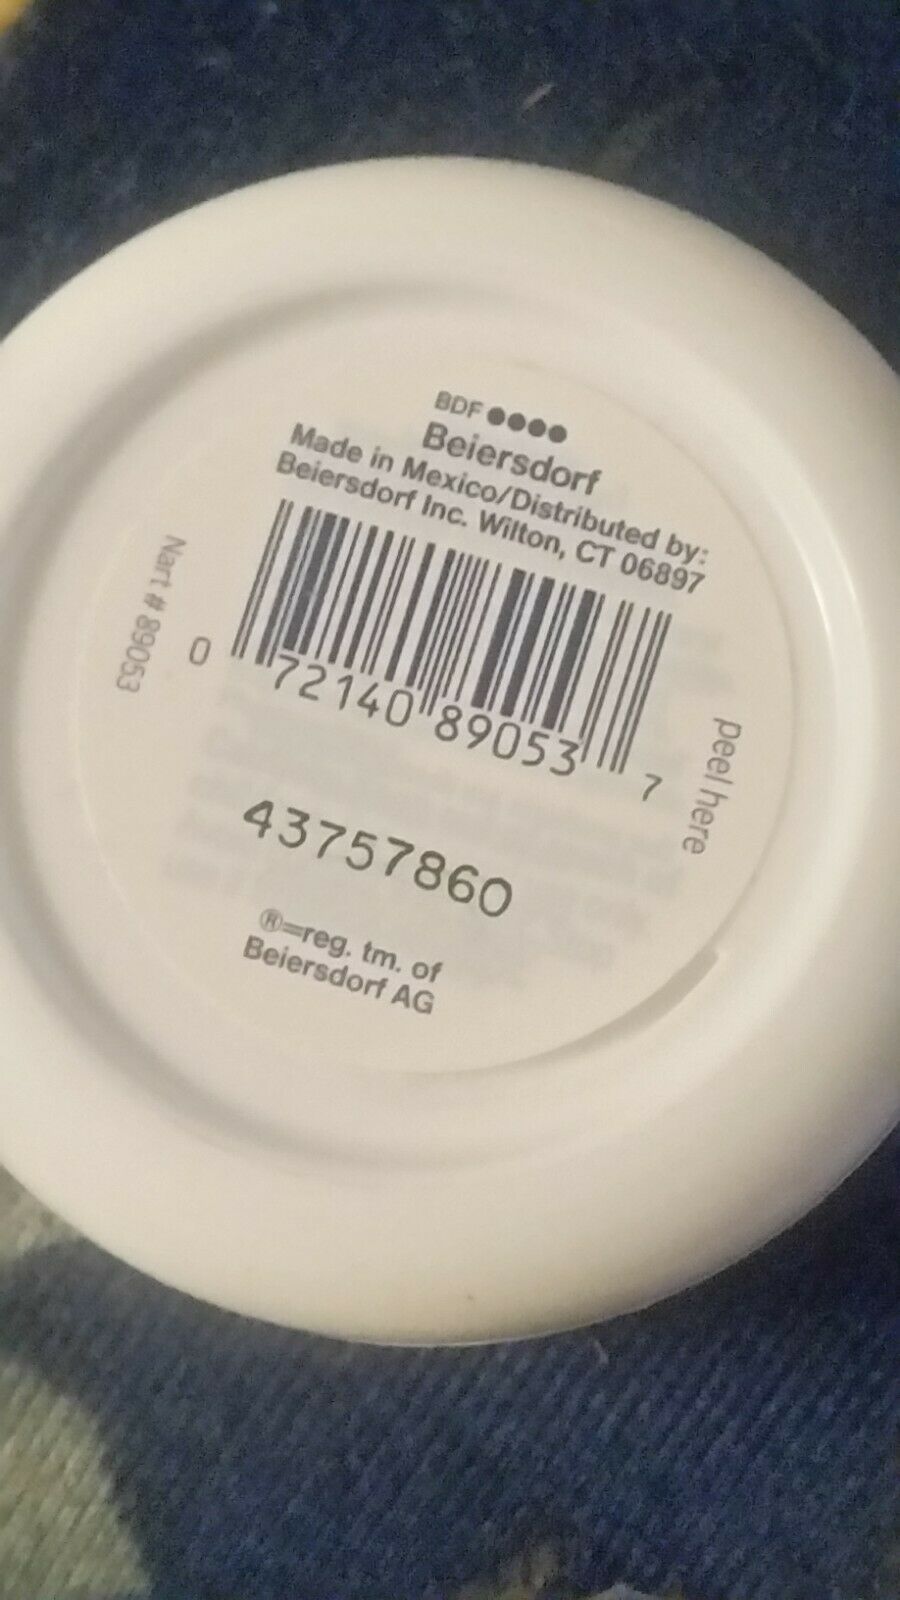 BDF ●●●●
Beiersdorf
Made in Mexico/Distributed by:
Beiersdorf Inc. Wilton, CT 06897
Nart # 89053
0 72140 89053 7
peel here
43757860
®=reg. tm. of
Beiersdorf AG